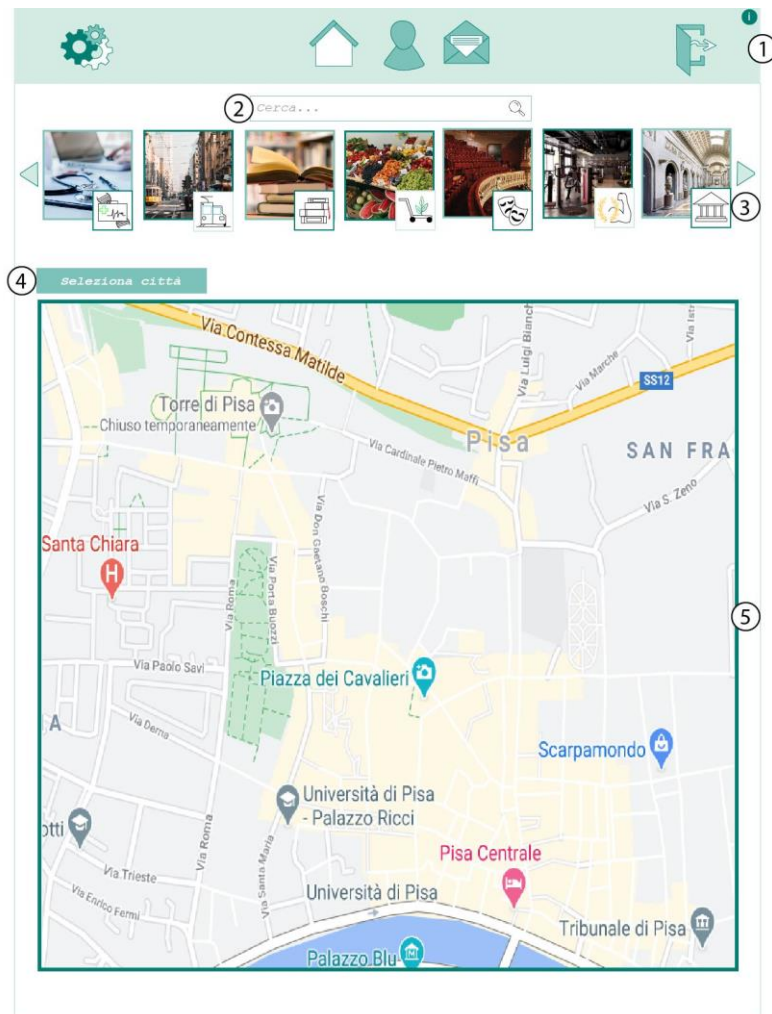 i
1
2
Cerca...
3
4
Seleziona città
Via Contessa
Matilde
Via Luigi Bianch
Via Marche
Via Istr
SS12
Torre di Pisa
Chiuso temporaneamente
Pisa
Via Cardinale Pietro Maffi
SAN FRA
Via S. Zeno
Via Don Gaetano Boschi
Santa Chiara
H
Via Roma
Via Porta Buozzi
5
Via Paolo Savi
Piazza dei Cavalieri
A
Via Derna
Scarpamondo
Università di Pisa
- Palazzo Ricci
otti
Via Roma
Via Santa Maria
Pisa Centrale
Via Trieste
Via Enrico Fermi
Università di Pisa
Tribunale di Pisa
Palazzo Blu